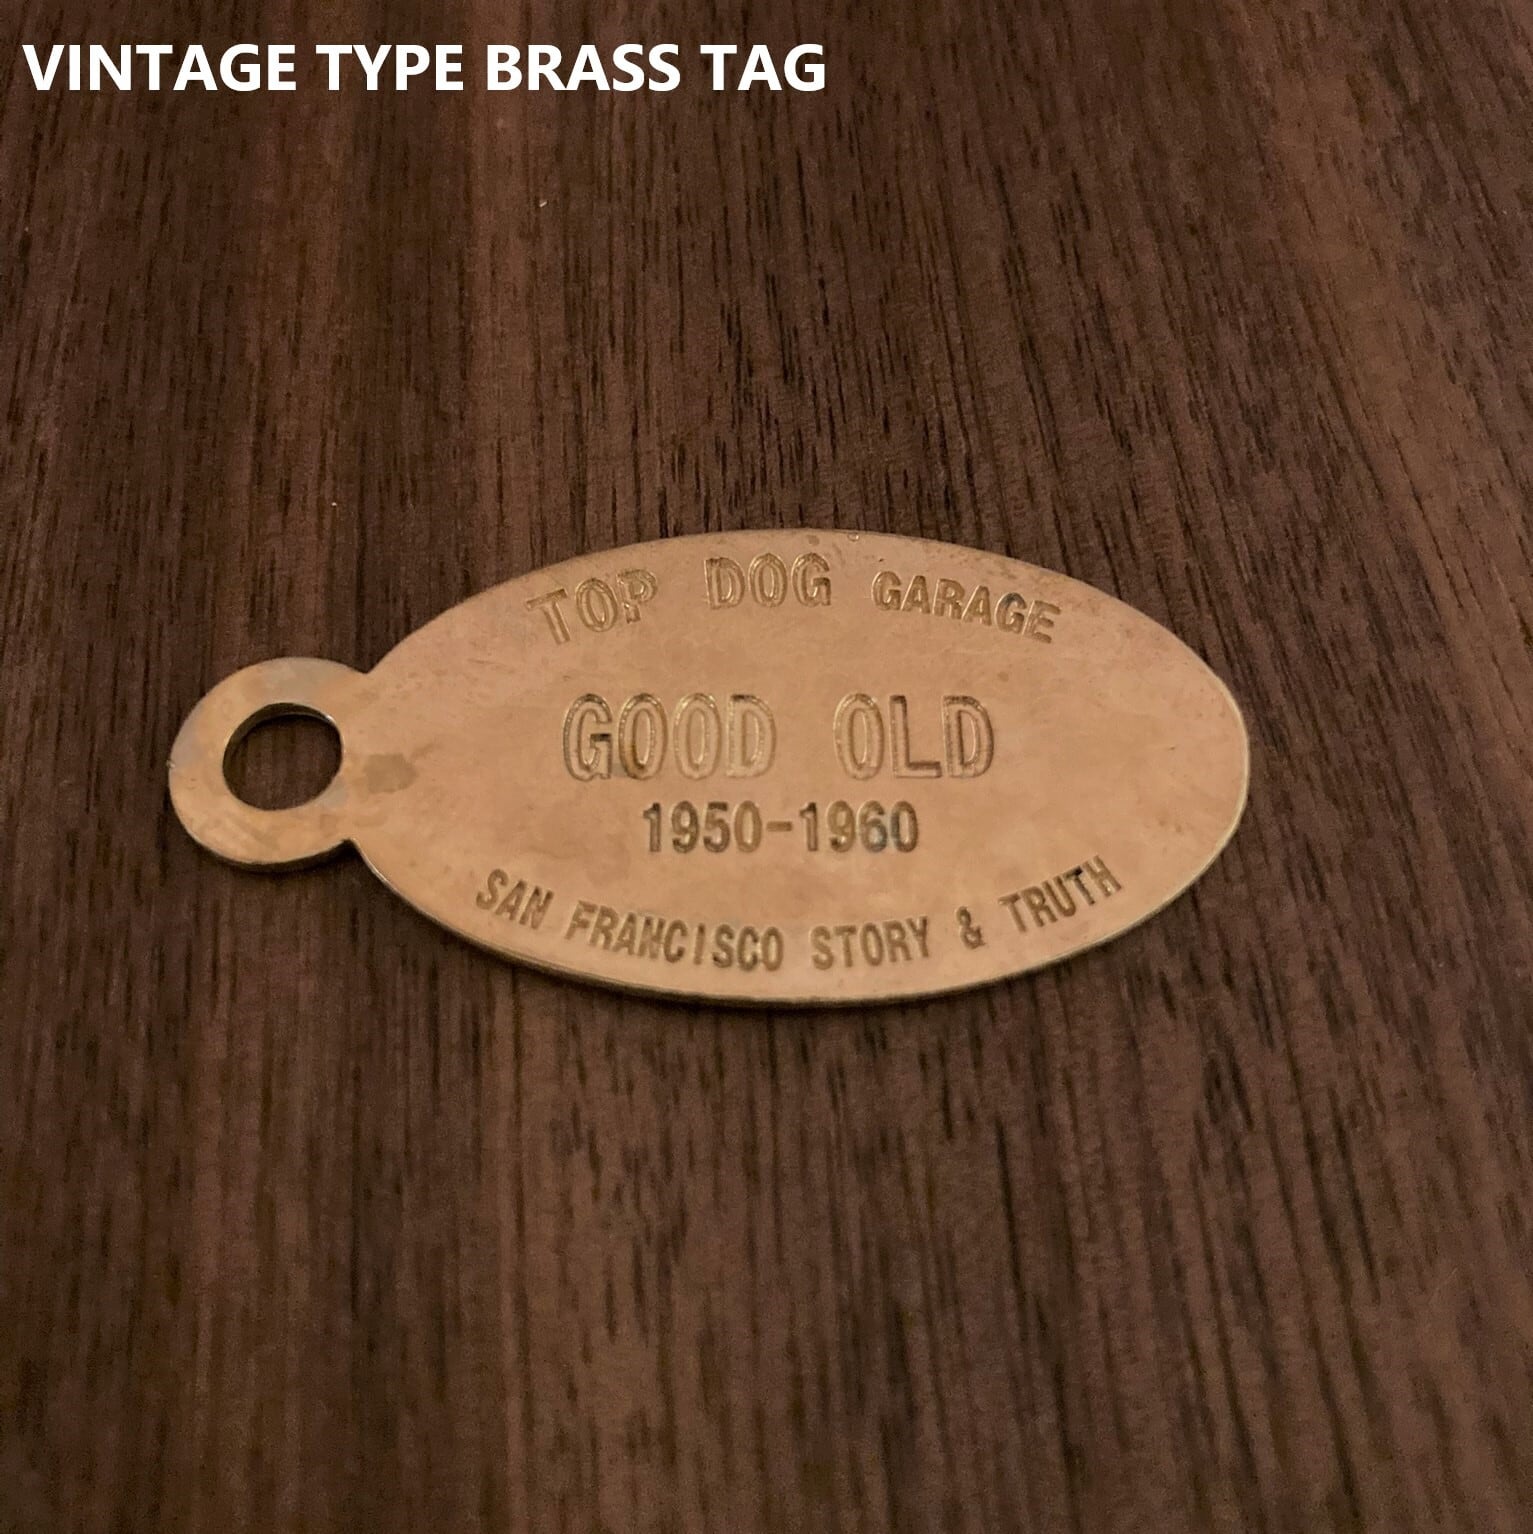 VINTAGE TYPE BRASS TAG
TOP DOG GARAGE
GOOD OLD
1950-1960
SAN FRANCISCO STORY & TRUTH